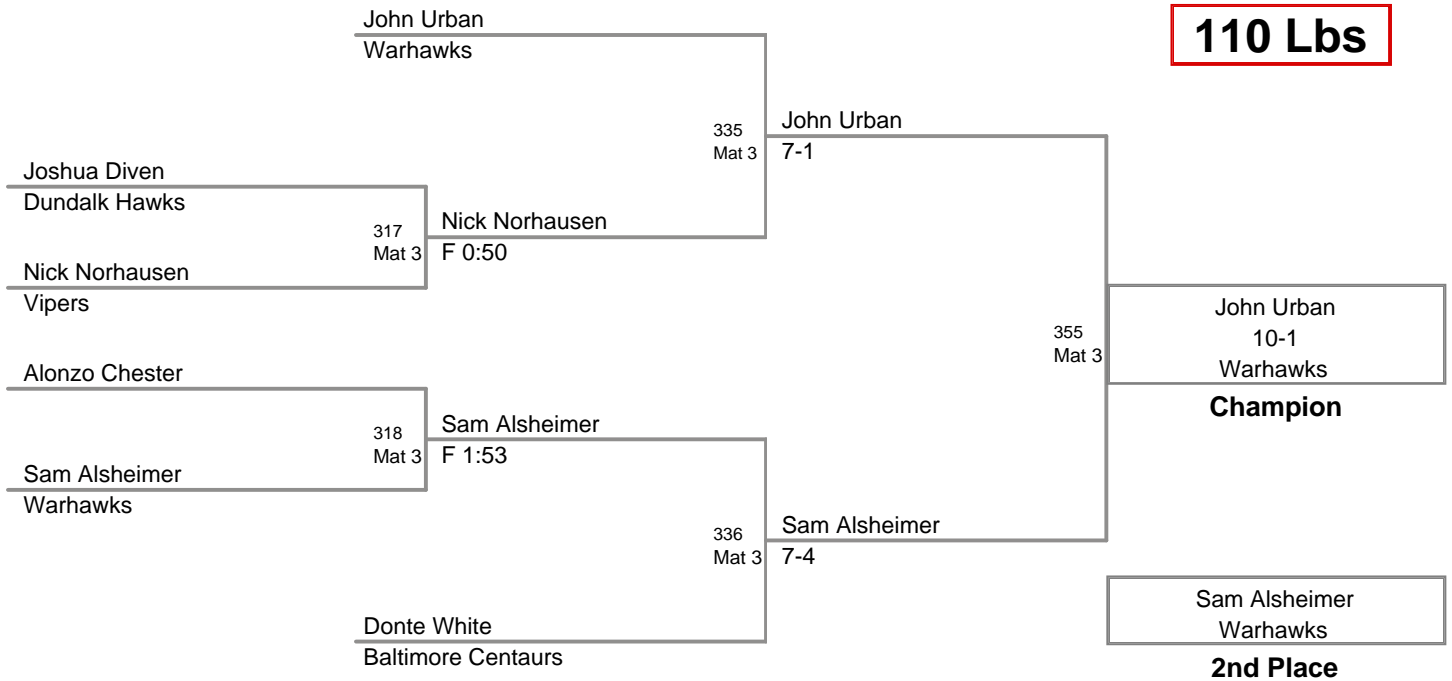 John Urban
Warhawks
110 Lbs
335
Mat 3
John Urban
7-1
Joshua Diven
Dundalk Hawks
317
Mat 3
Nick Norhausen
F 0:50
Nick Norhausen
Vipers
355
Mat 3
John Urban
10-1
Warhawks
Champion
Alonzo Chester
318
Mat 3
Sam Alsheimer
F 1:53
Sam Alsheimer
Warhawks
336
Mat 3
Sam Alsheimer
7-4
Donte White
Baltimore Centaurs
Sam Alsheimer
Warhawks
2nd Place